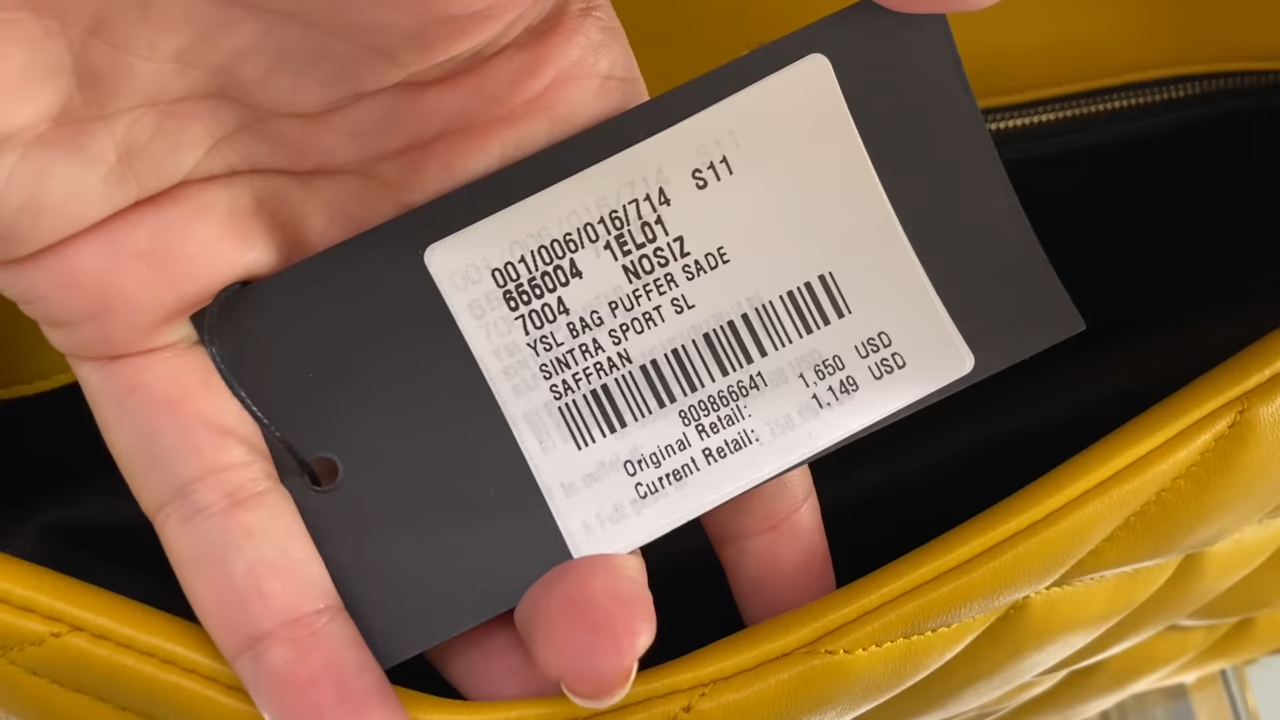 001/006/016/714 S11
666004 1EL01
7004 NOSIZ
YSL BAG PUFFER SADE
SINTRA SPORT SL
SAFFRAN
809866641
Original Retail: 1,650 USD
Current Retail: 1,149 USD